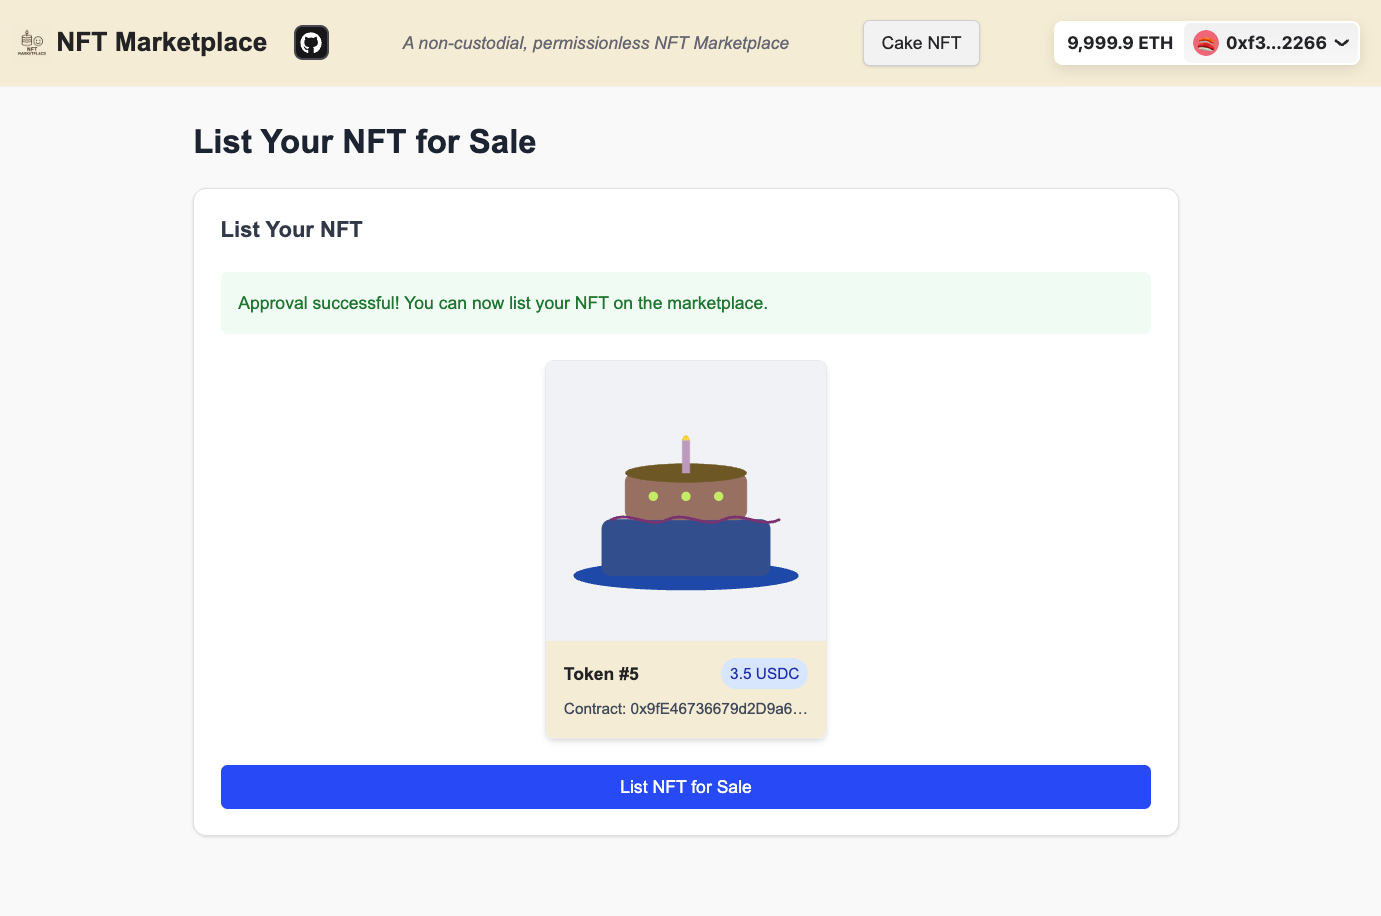 NFT MARKETPLACE
NFT Marketplace
A non-custodial, permissionless NFT Marketplace
Cake NFT
9,999.9 ETH
0xf3...2266
List Your NFT for Sale
List Your NFT
Approval successful! You can now list your NFT on the marketplace.
Token #5
3.5 USDC
Contract: 0x9fE46736679d2D9a6…
List NFT for Sale